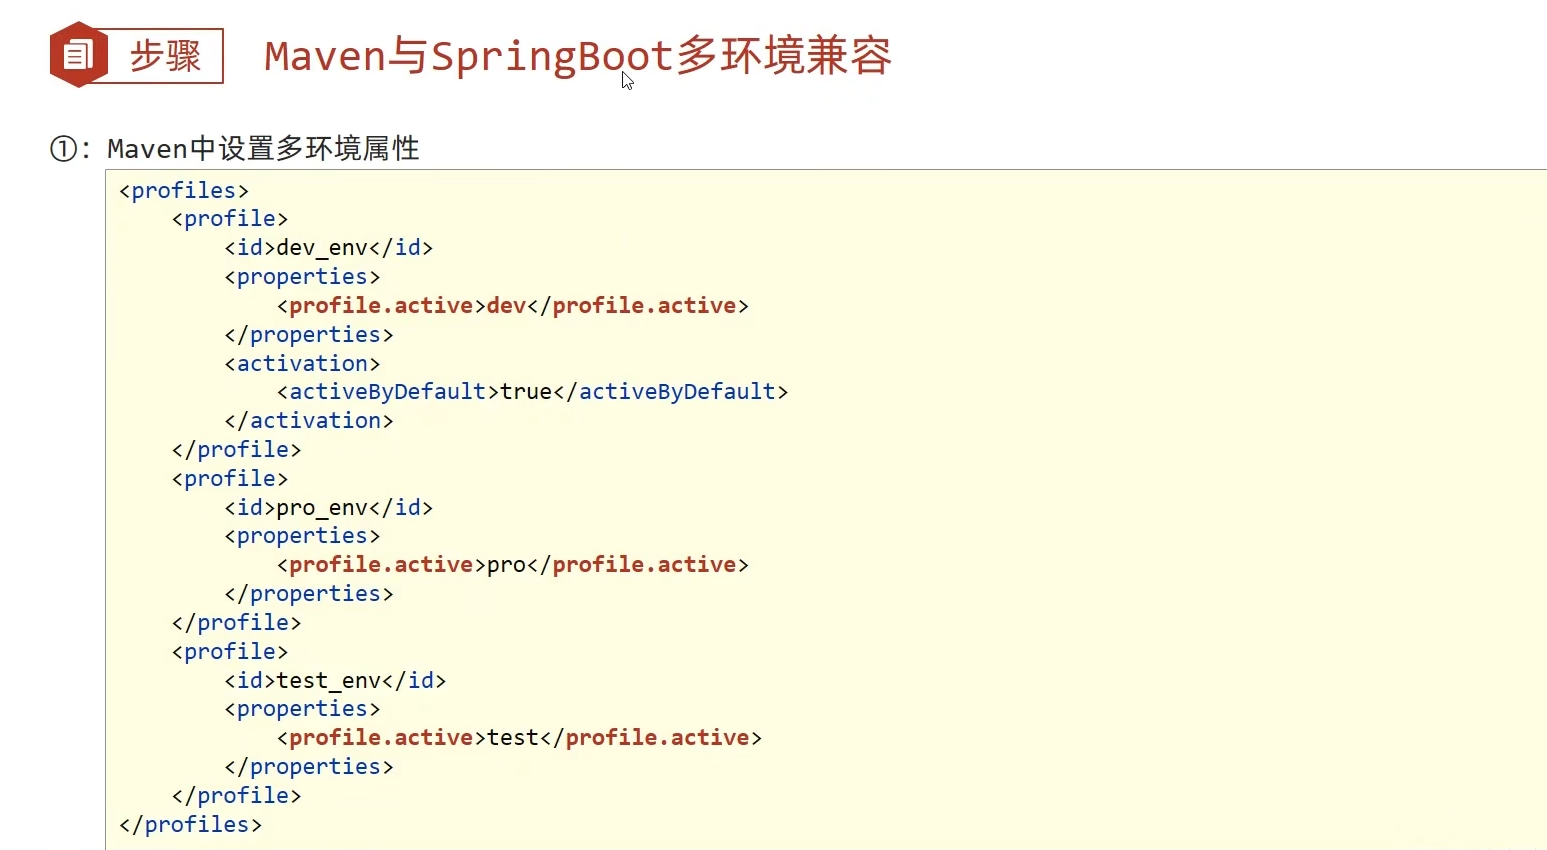 步骤 Maven与SpringBoot多环境兼容
①：Maven中设置多环境属性
<profiles>
    <profile>
        <id>dev_env</id>
        <properties>
            <profile.active>dev</profile.active>
        </properties>
        <activation>
            <activeByDefault>true</activeByDefault>
        </activation>
    </profile>
    <profile>
        <id>pro_env</id>
        <properties>
            <profile.active>pro</profile.active>
        </properties>
    </profile>
    <profile>
        <id>test_env</id>
        <properties>
            <profile.active>test</profile.active>
        </properties>
    </profile>
</profiles>